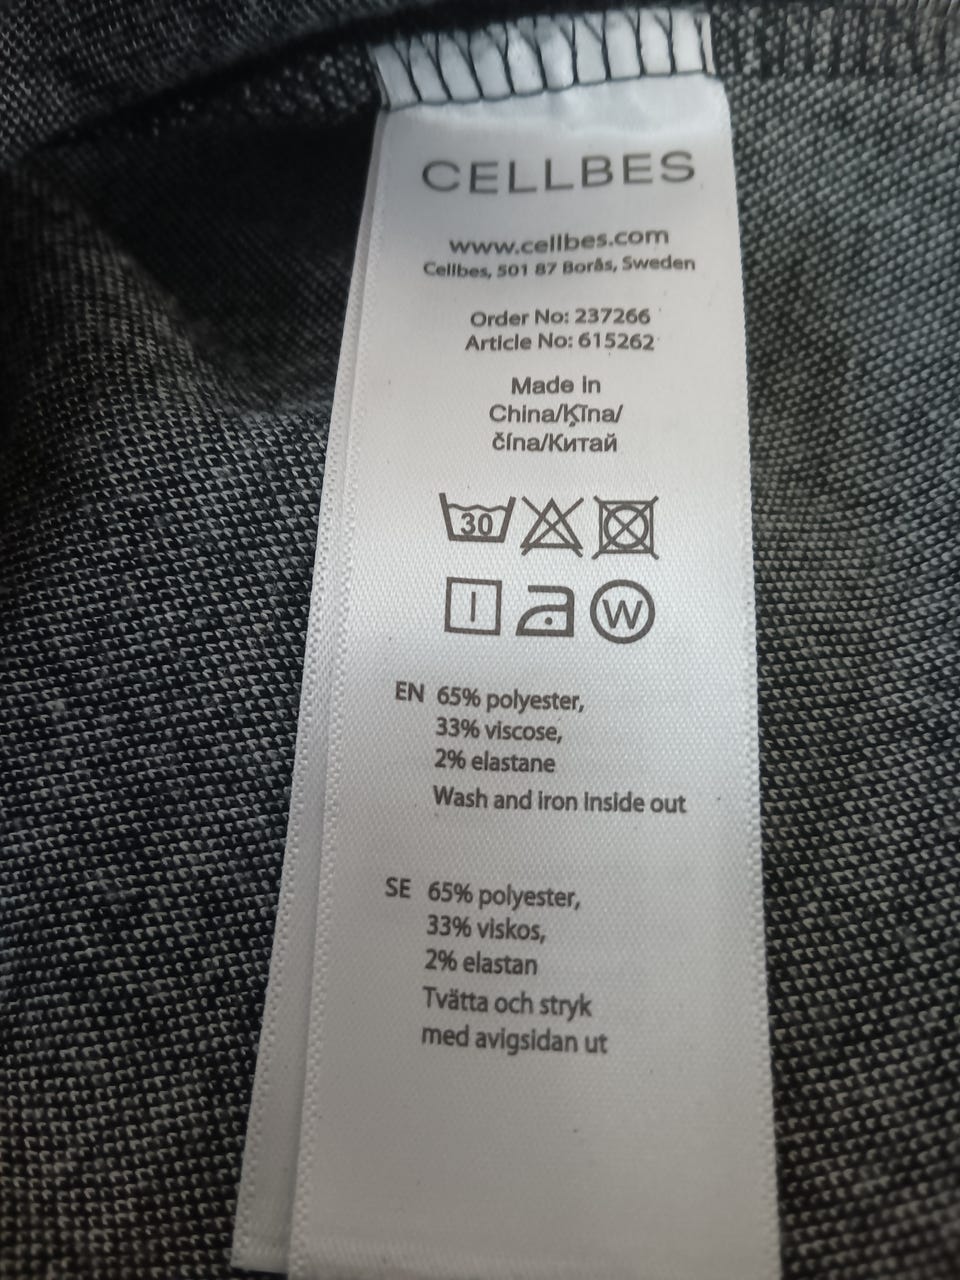 CELLBES
www.cellbes.com
Cellbes, 501 87 Borås, Sweden
Order No: 237266
Article No: 615262
Made in
China/Ķīna/
čína/Китай
30
W
EN 65% polyester,
33% viscose,
2% elastane
Wash and iron inside out
SE 65% polyester,
33% viskos,
2% elastan
Tvätta och stryk
med avigsidan ut